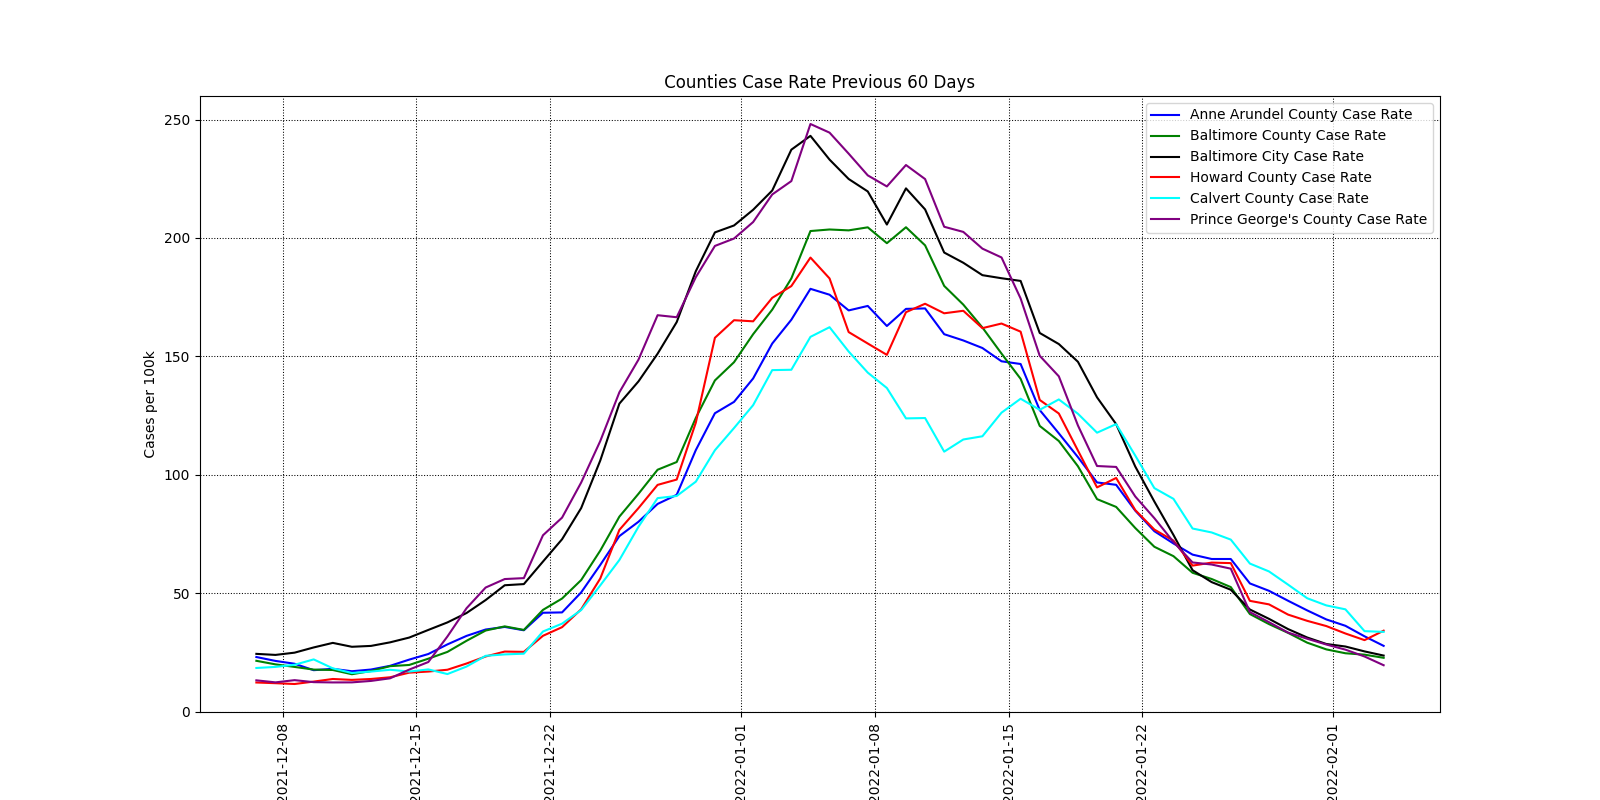 Counties Case Rate Previous 60 Days
Cases per 100k
250
200
150
100
50
0
Anne Arundel County Case Rate
Baltimore County Case Rate
Baltimore City Case Rate
Howard County Case Rate
Calvert County Case Rate
Prince George's County Case Rate
2021-12-08
2021-12-15
2021-12-22
2022-01-01
2022-01-08
2022-01-15
2022-01-22
2022-02-01